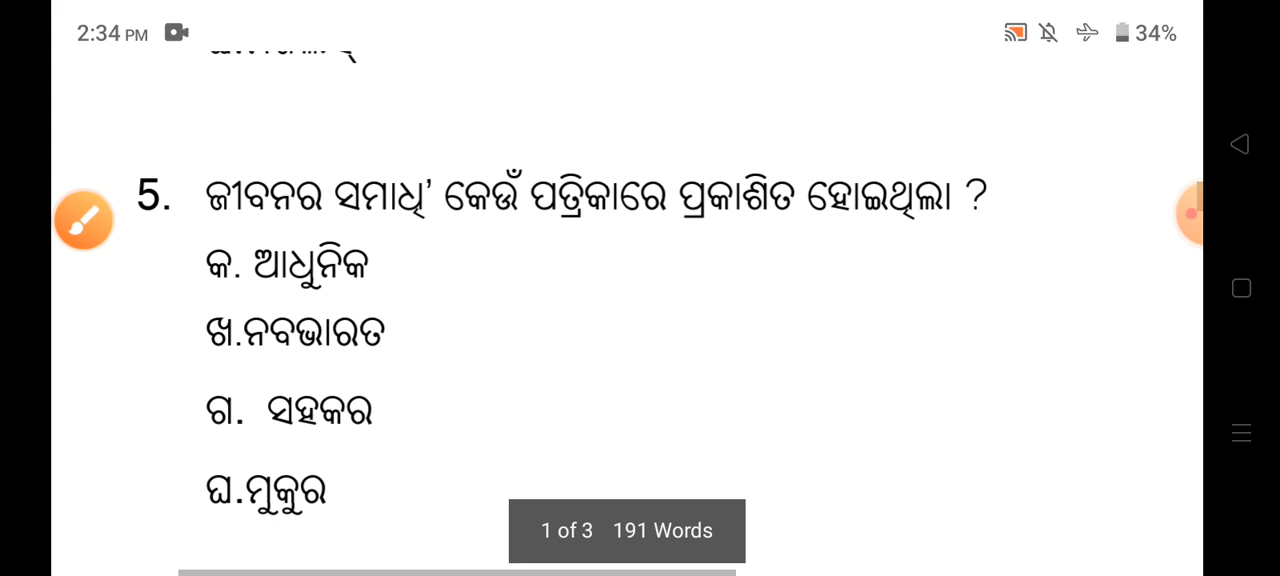 2:34 PM 34%
5. ଜୀବନର ସମାଧି’ କେଉଁ ପତ୍ରିକାରେ ପ୍ରକାଶିତ ହୋଇଥିଲା ?
କ. ଆଧୁନିକ
ଖ.ନବଭାରତ
ଗ. ସହକର
ଘ.ମୁକୁର
1 of 3 191 Words